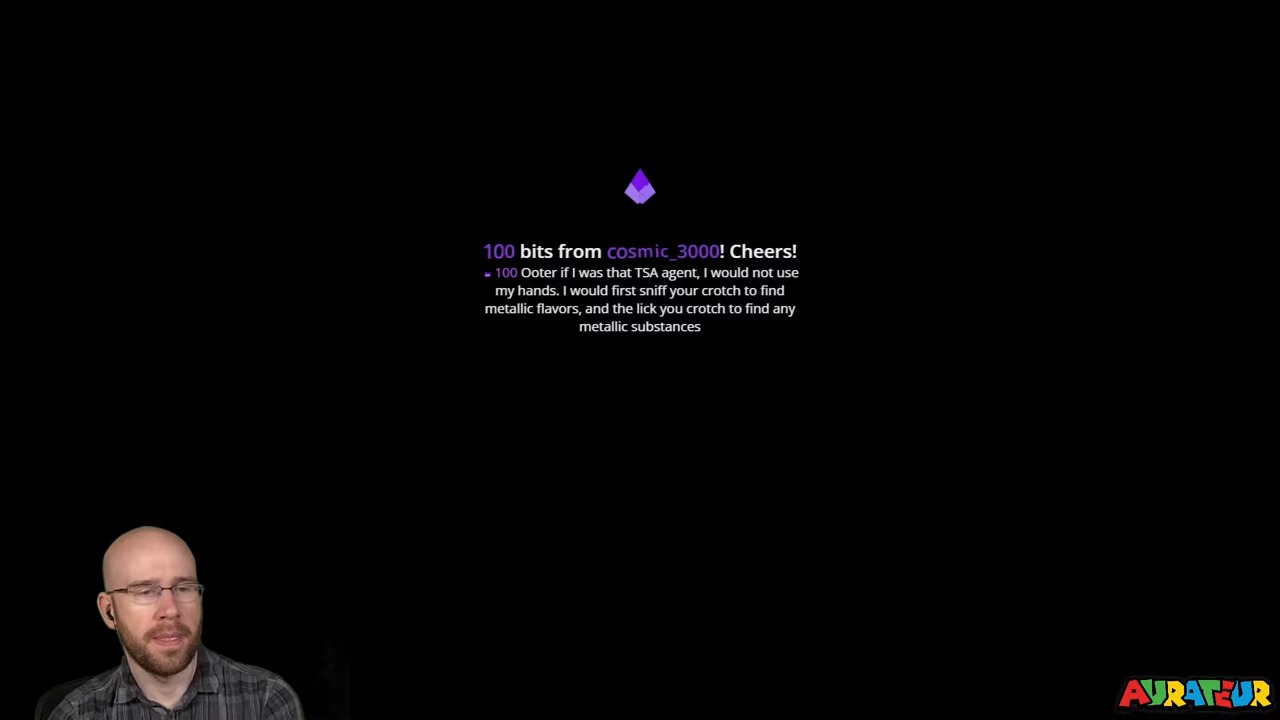 100 bits from cosmic_3000! Cheers!
100 Ooter if I was that TSA agent, I would not use
my hands. I would first sniff your crotch to find
metallic flavors, and the lick you crotch to find any
metallic substances
AURATEUR